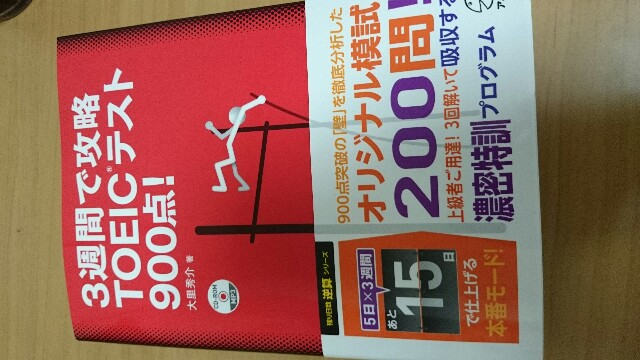 3週間で攻略
TOEIC®テスト
900点!
大里秀介 著
CD-ROM
MP3
900点突破の「壁」を徹底分析した
オリジナル模試
200問!
上級者ご用達! 3回解いて吸収する
濃密特訓プログラム
残り日数 逆算 シリーズ
5日×3週間
あと
15日
で仕上げる
本番モード!